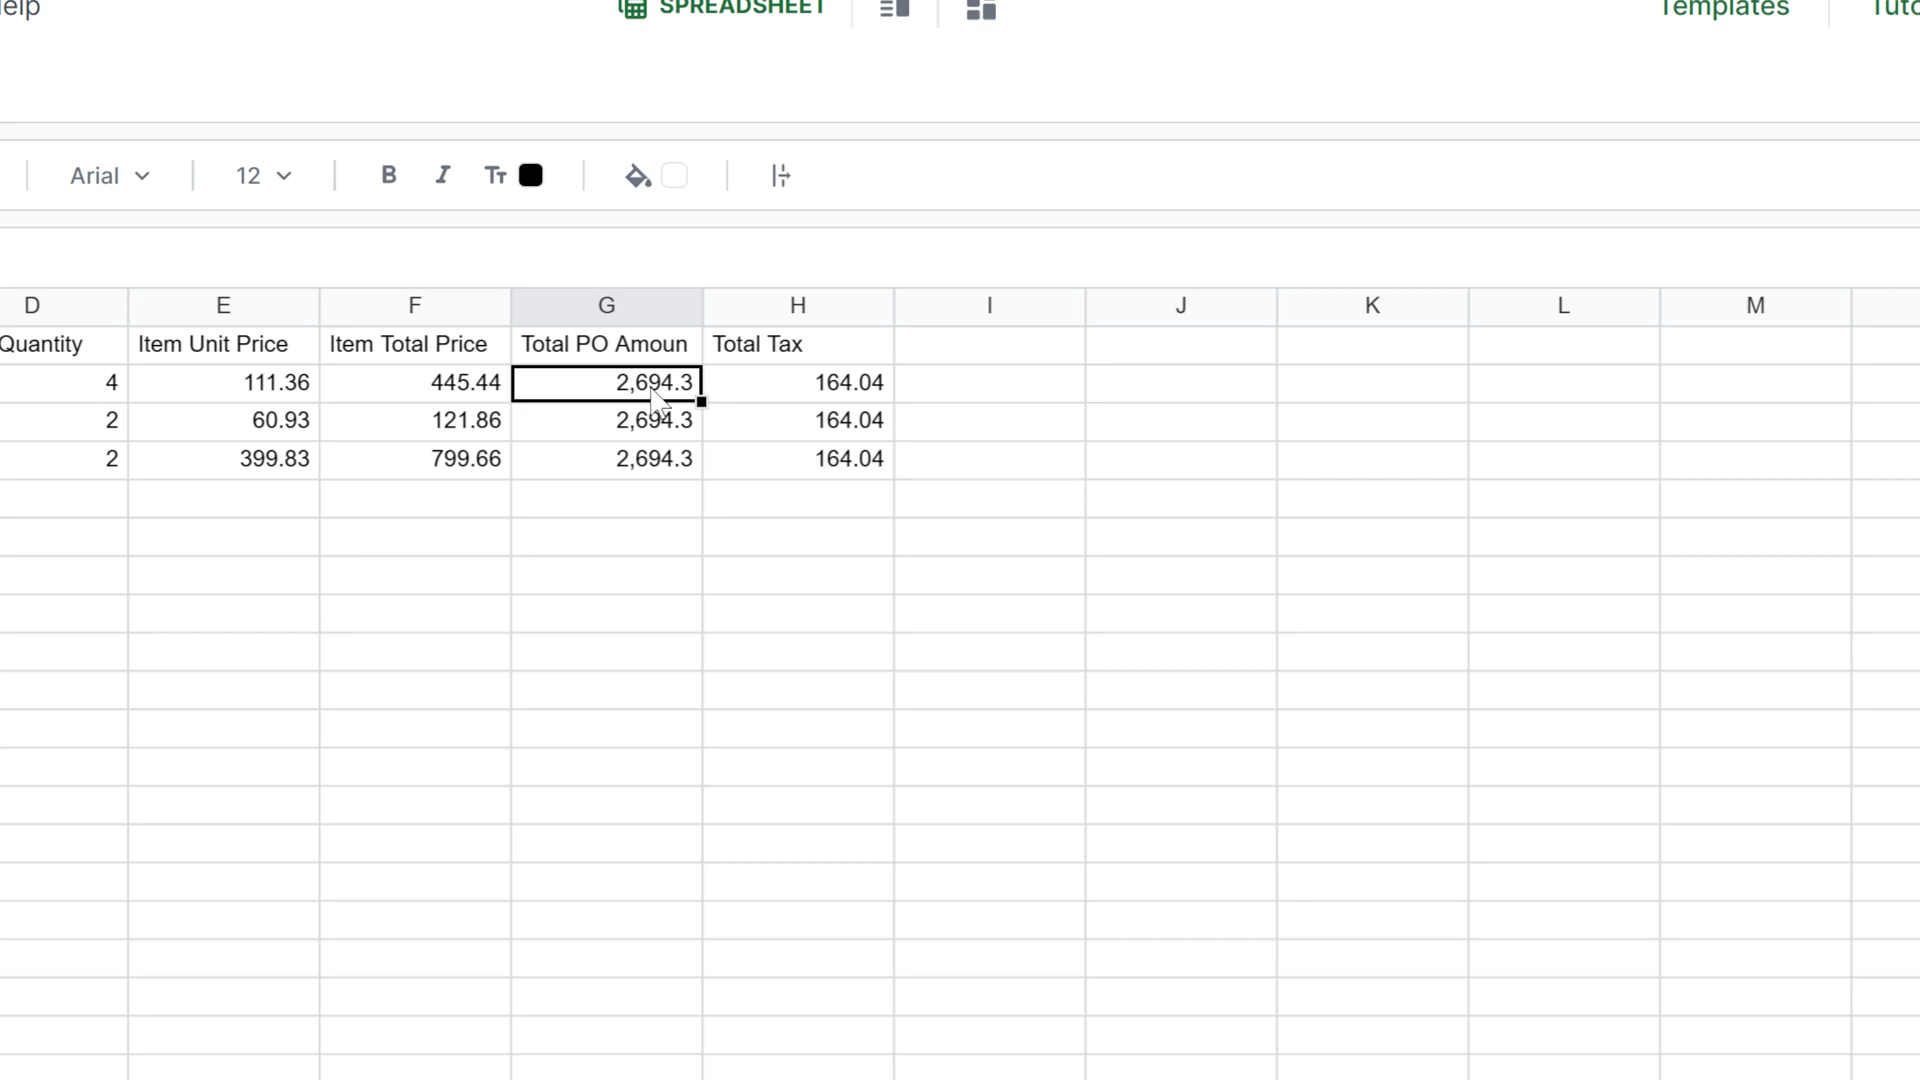 elp SPREADSHEET Templates Tuto
Arial 12 B I Tt
D E F G H I J K L M
Quantity Item Unit Price Item Total Price Total PO Amoun Total Tax
4 111.36 445.44 2,694.3 164.04
2 60.93 121.86 2,694.3 164.04
2 399.83 799.66 2,694.3 164.04